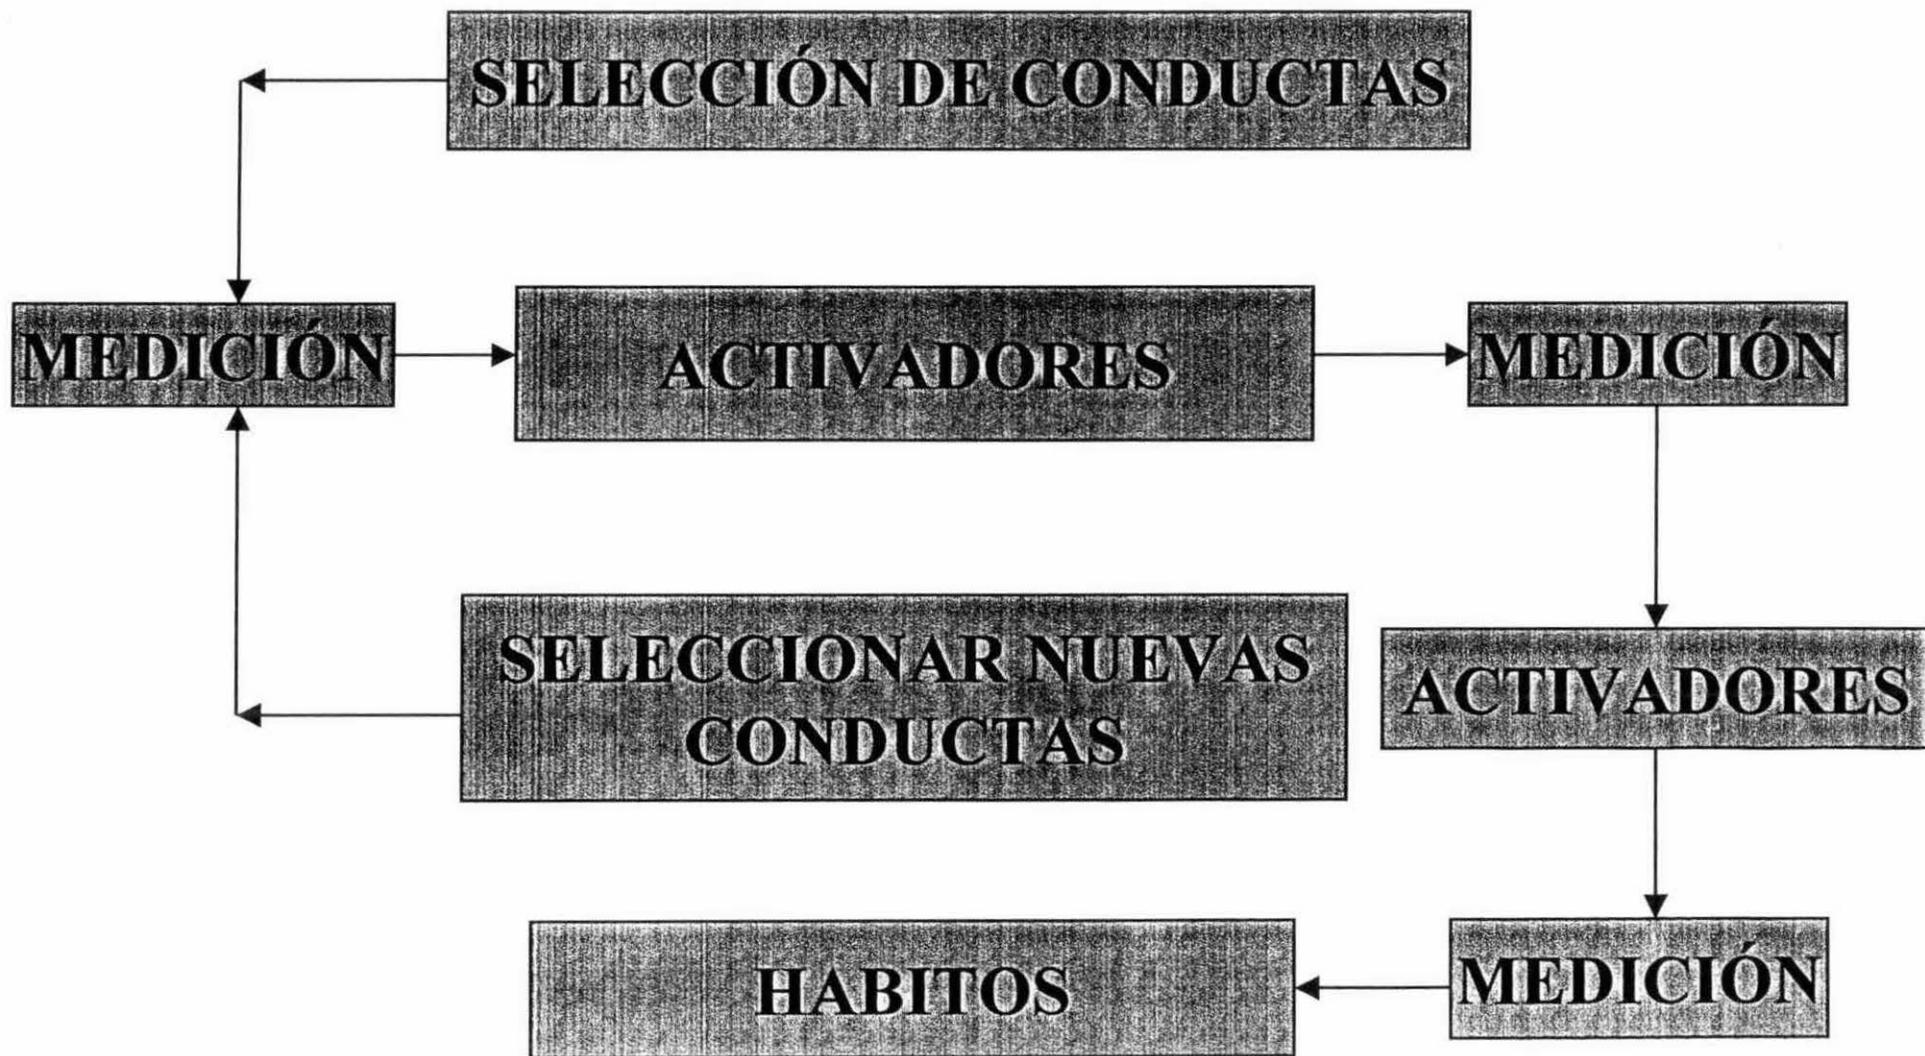 SELECCIÓN DE CONDUCTAS
MEDICIÓN
ACTIVADORES
MEDICIÓN
SELECCIONAR NUEVAS
CONDUCTAS
ACTIVADORES
HABITOS
MEDICIÓN